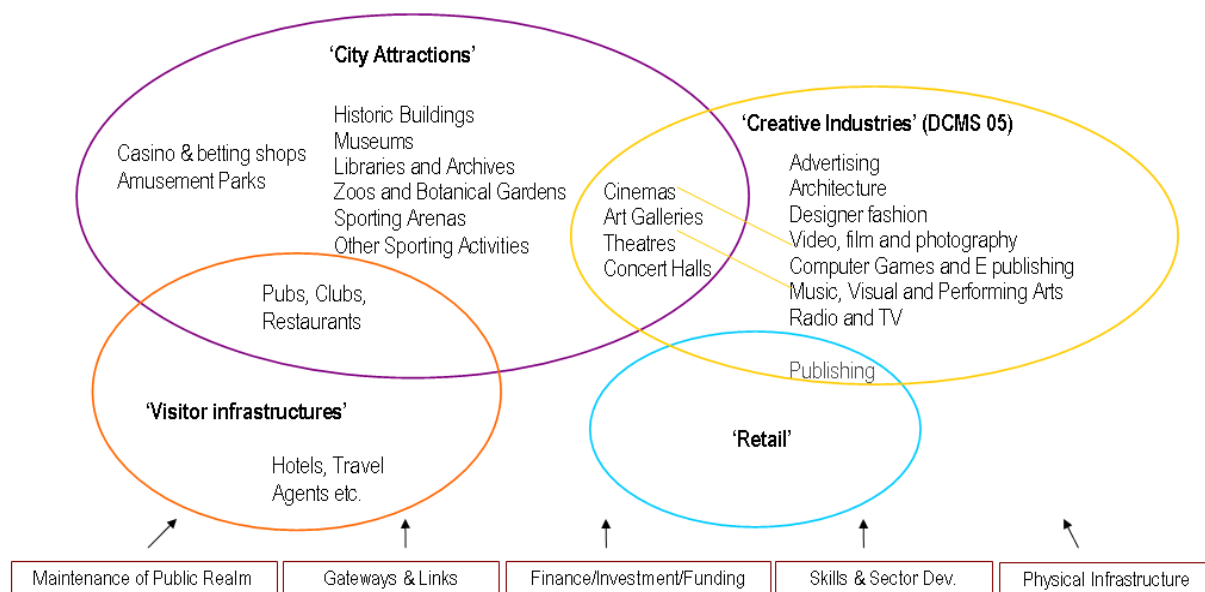 ‘City Attractions’
Historic Buildings
Museums
Libraries and Archives
Zoos and Botanical Gardens
Sporting Arenas
Other Sporting Activities
Casino & betting shops
Amusement Parks
‘Creative Industries’ (DCMS 05)
Advertising
Architecture
Designer fashion
Video, film and photography
Computer Games and E publishing
Music, Visual and Performing Arts
Radio and TV
Publishing
Cinemas
Art Galleries
Theatres
Concert Halls
Pubs, Clubs,
Restaurants
‘Visitor infrastructures’
Hotels, Travel
Agents etc.
‘Retail’
Maintenance of Public Realm
Gateways & Links
Finance/Investment/Funding
Skills & Sector Dev.
Physical Infrastructure